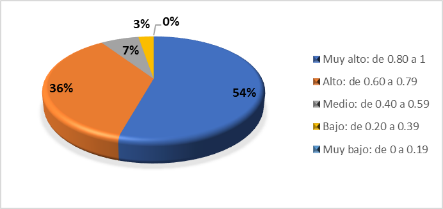 3%
0%
7%
36%
54%
Muy alto: de 0.80 a 1
Alto: de 0.60 a 0.79
Medio: de 0.40 a 0.59
Bajo: de 0.20 a 0.39
Muy bajo: de 0 a 0.19